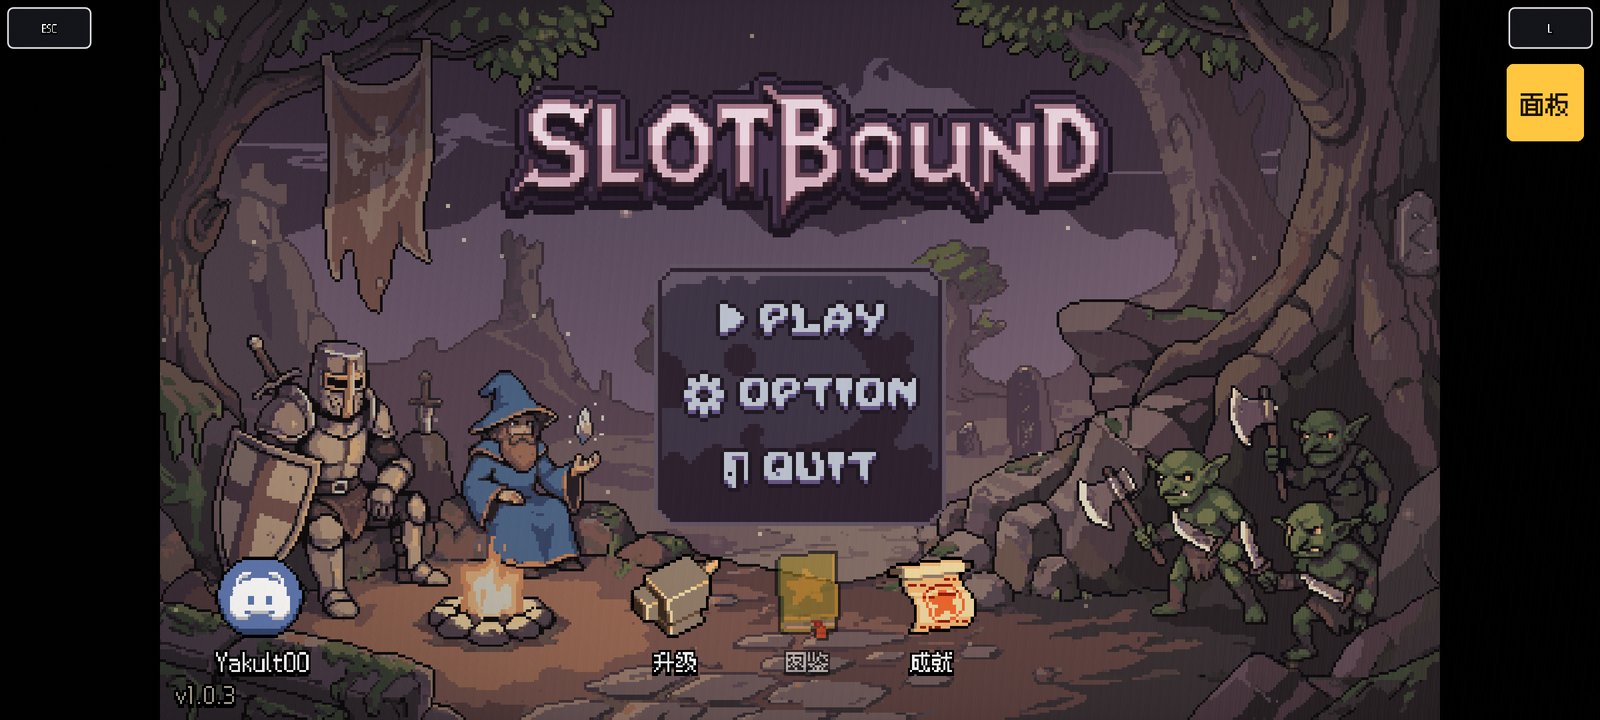 ESC
L
面板
SLOTBOUND
PLAY
OPTION
QUIT
Yakult00
升级
图鉴
成就
v1.0.3